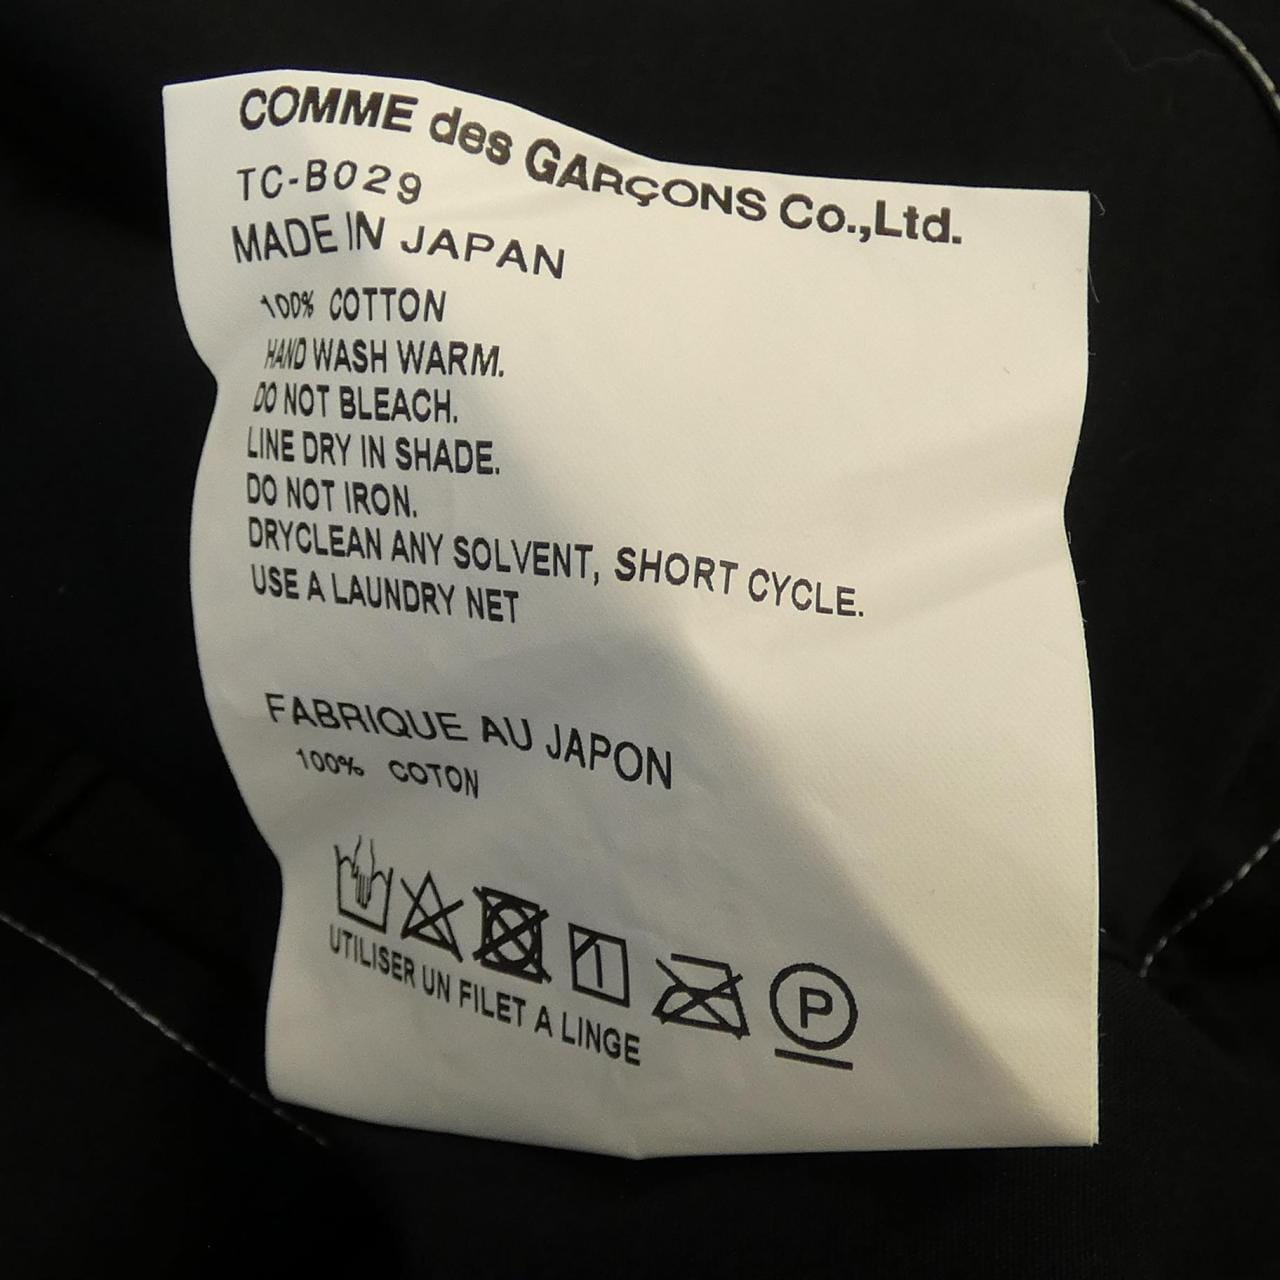 COMME des GARÇONS Co.,Ltd.
TC-B029
MADE IN JAPAN
100% COTTON
HAND WASH WARM.
DO NOT BLEACH.
LINE DRY IN SHADE.
DO NOT IRON.
DRYCLEAN ANY SOLVENT, SHORT CYCLE.
USE A LAUNDRY NET
FABRIQUE AU JAPON
100% COTON
P
UTILISER UN FILET A LINGE